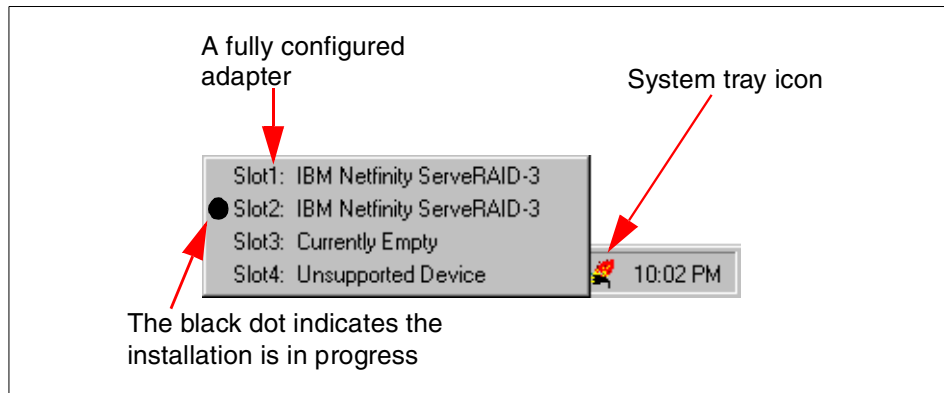 A fully configured
adapter
System tray icon
Slot1: IBM Netfinity ServeRAID-3
Slot2: IBM Netfinity ServeRAID-3
Slot3: Currently Empty
Slot4: Unsupported Device
10:02 PM
The black dot indicates the
installation is in progress